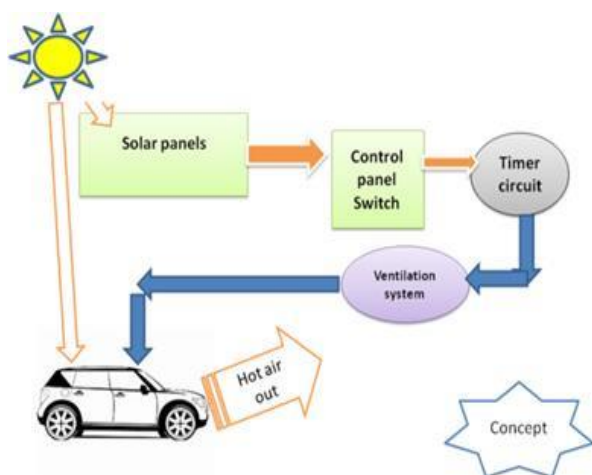 Solar panels
Control
panel
Switch
Timer
circuit
Ventilation
system
Hot air
out
Concept